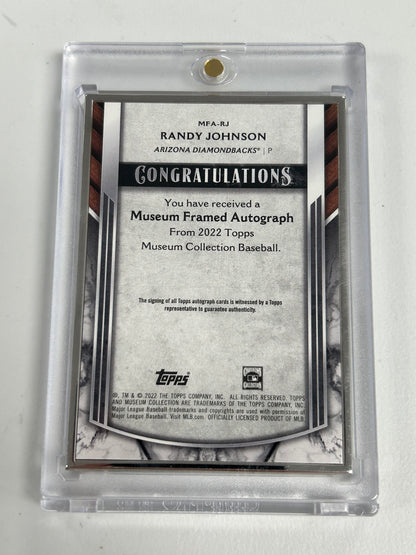 MFA-RJ
RANDY JOHNSON
ARIZONA DIAMONDBACKS® | P
CONGRATULATIONS
You have received a
Museum Framed Autograph
From 2022 Topps
Museum Collection Baseball.
The signing of all Topps autograph cards is witnessed by a Topps
representative to guarantee authenticity.
Topps
®, TM & © 2022 THE TOPPS COMPANY, INC. ALL RIGHTS RESERVED. TOPPS
AND MUSEUM COLLECTION ARE TRADEMARKS OF THE TOPPS COMPANY, INC.
Major League Baseball trademarks and copyrights are used with permission of
Major League Baseball. Visit MLB.com. OFFICIALLY LICENSED PRODUCT OF MLB